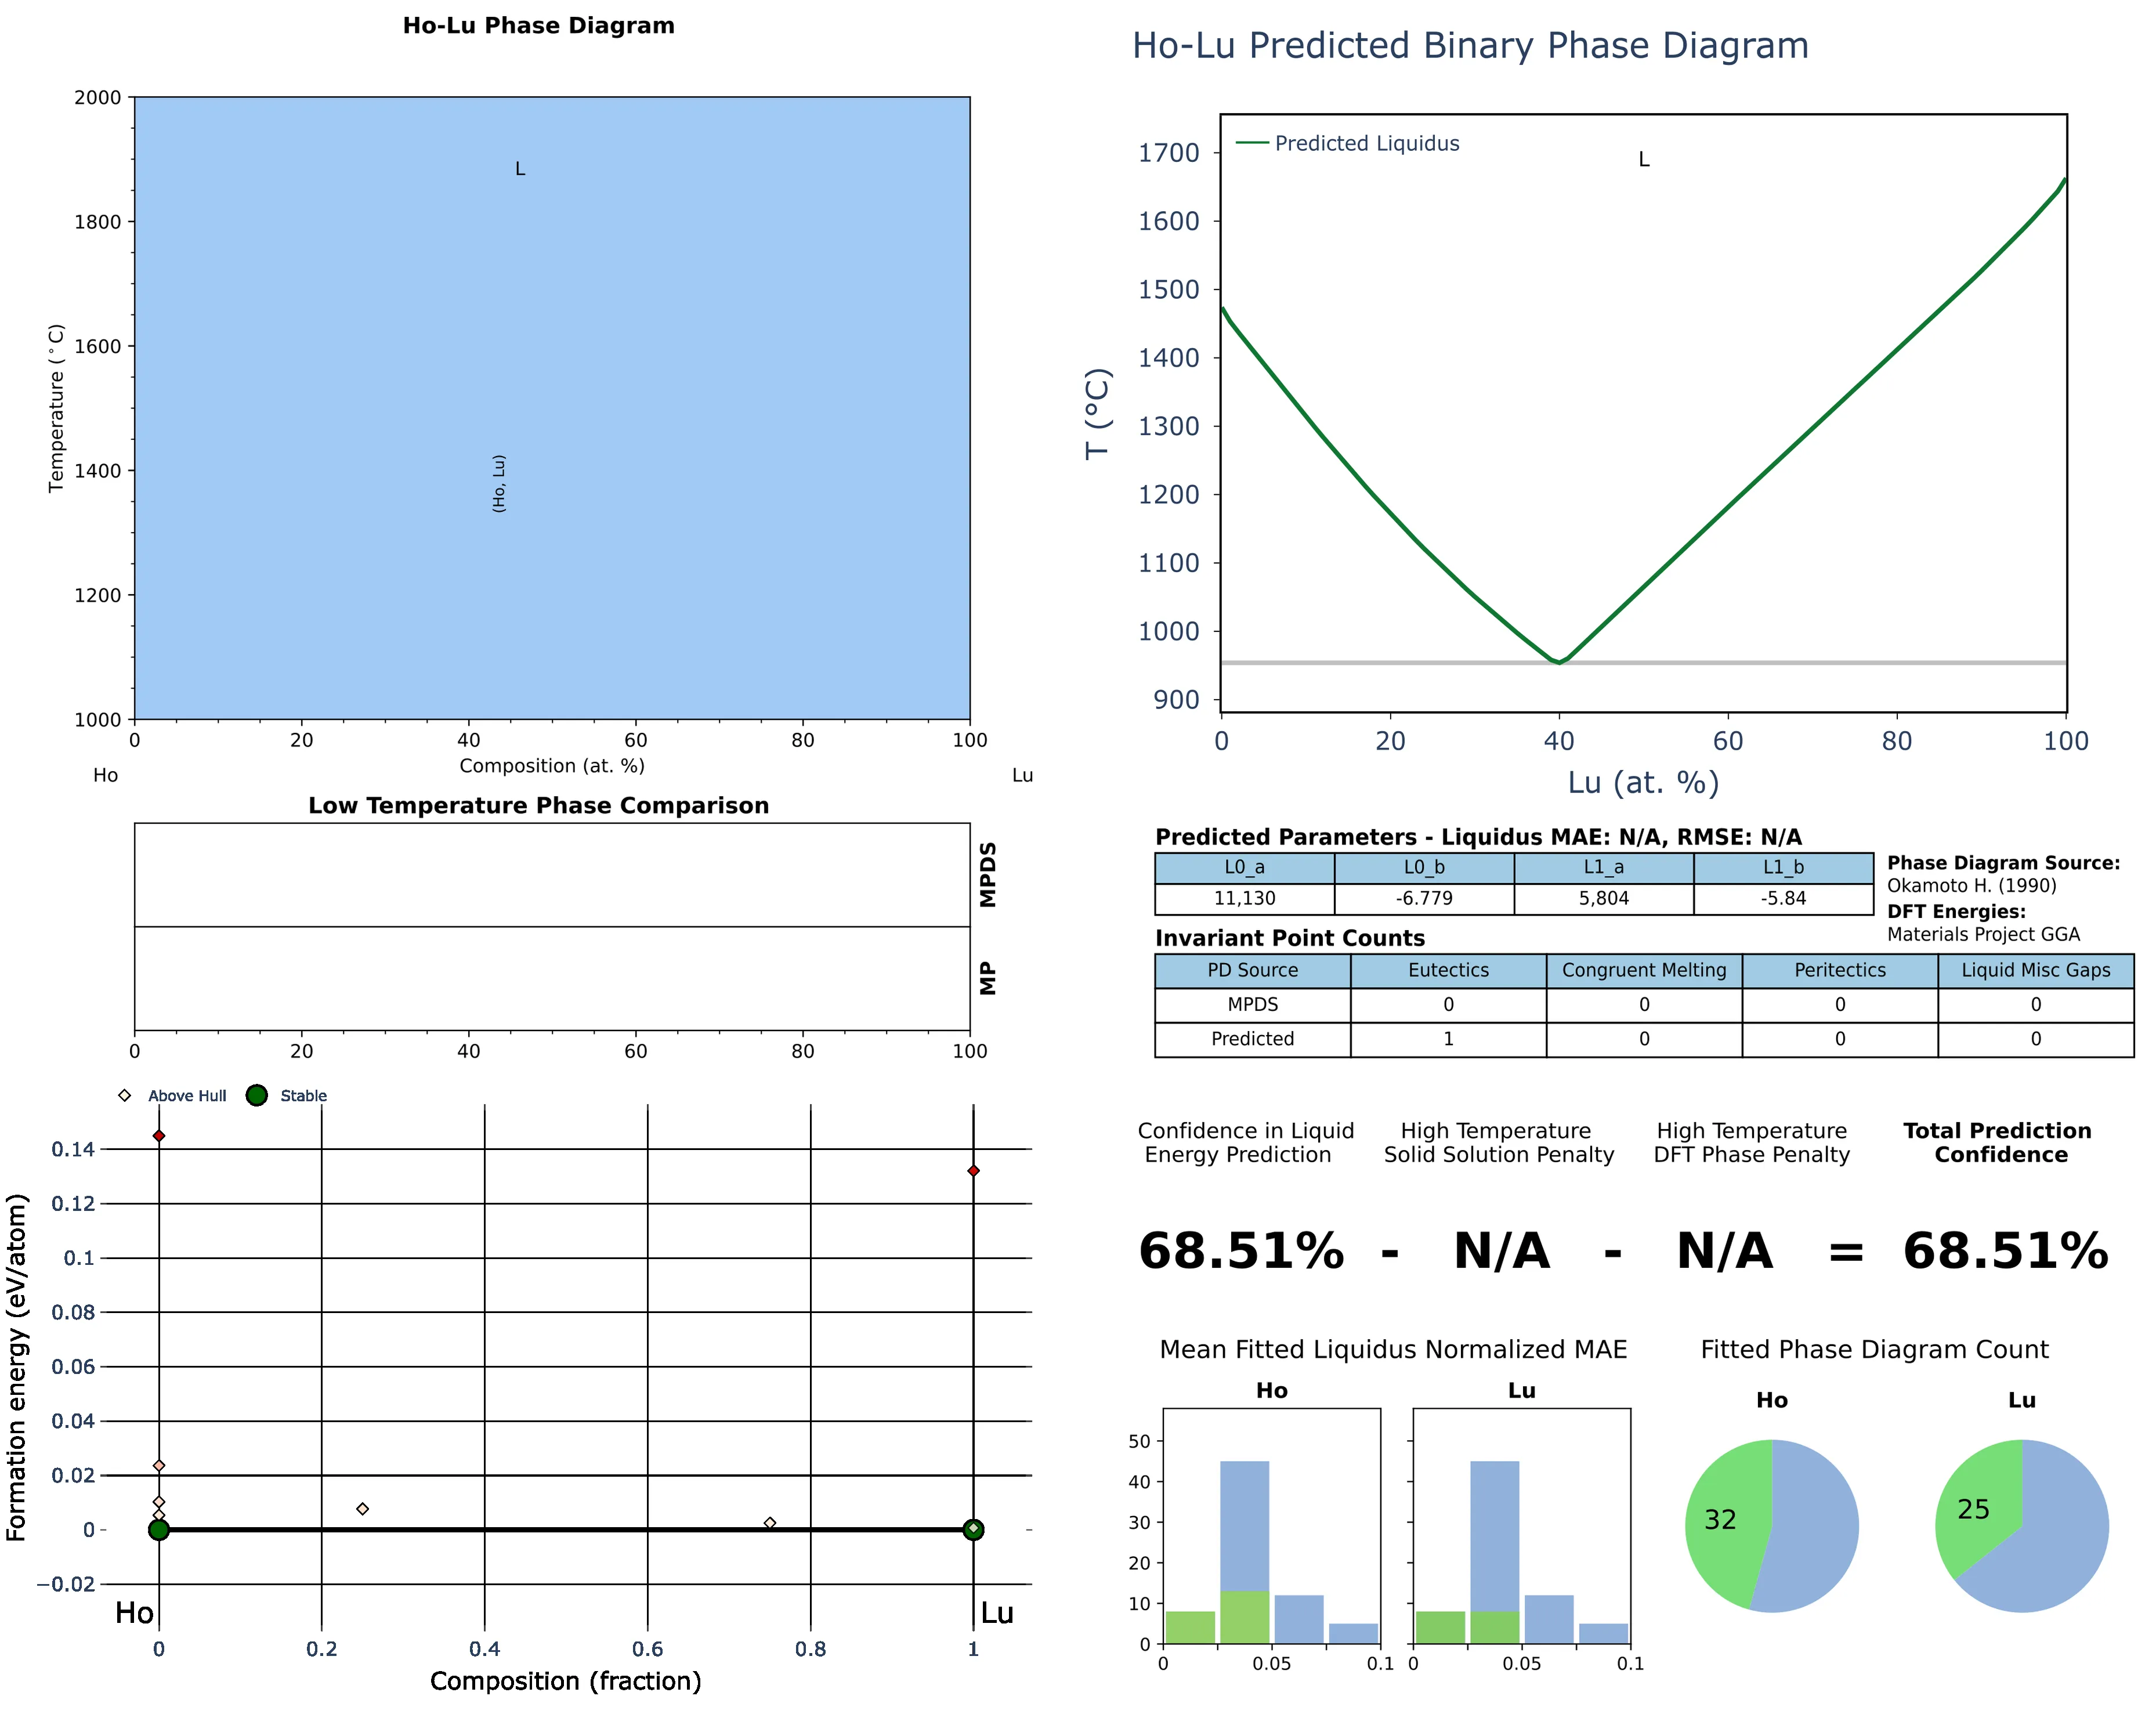 Ho-Lu Phase Diagram
2000
1800
1600
1400
1200
1000
Temperature (°C)
L
(Ho, Lu)
0 20 40 60 80 100
Composition (at. %)
Ho Lu
Ho-Lu Predicted Binary Phase Diagram
Predicted Liquidus
L
1700
1600
1500
1400
1300
1200
1100
1000
900
T (°C)
0 20 40 60 80 100
Lu (at. %)
Low Temperature Phase Comparison
MPDS
MP
0 20 40 60 80 100
Predicted Parameters - Liquidus MAE: N/A, RMSE: N/A
L0_a L0_b L1_a L1_b
11,130 -6.779 5,804 -5.84
Phase Diagram Source:
Okamoto H. (1990)
DFT Energies:
Materials Project GGA
Invariant Point Counts
PD Source Eutectics Congruent Melting Peritectics Liquid Misc Gaps
MPDS 0 0 0 0
Predicted 1 0 0 0
Above Hull Stable
0.14
0.12
0.1
0.08
0.06
0.04
0.02
0
−0.02
Formation energy (eV/atom)
Ho Lu
0 0.2 0.4 0.6 0.8 1
Composition (fraction)
Confidence in Liquid
Energy Prediction
High Temperature
Solid Solution Penalty
High Temperature
DFT Phase Penalty
Total Prediction
Confidence
68.51% - N/A - N/A = 68.51%
Mean Fitted Liquidus Normalized MAE
Ho Lu
50
40
30
20
10
0
0 0.05 0.1 0 0.05 0.1
Fitted Phase Diagram Count
Ho Lu
32 25